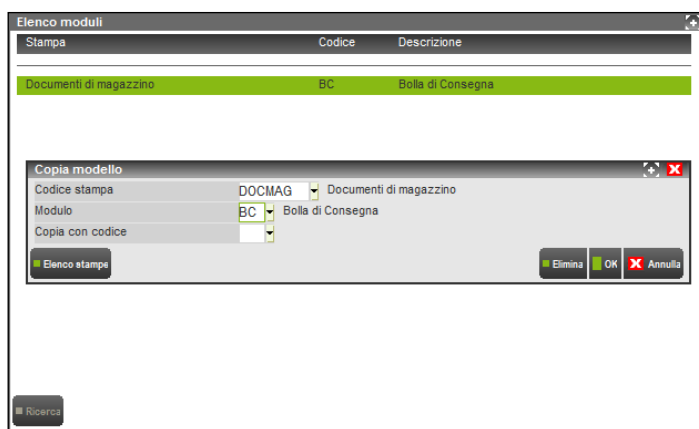 Elenco moduli
Stampa Codice Descrizione
Documenti di magazzino BC Bolla di Consegna
Copia modello
Codice stampa DOCMAG Documenti di magazzino
Modulo BC Bolla di Consegna
Copia con codice
Elenco stampe Elimina OK Annulla
Ricerca